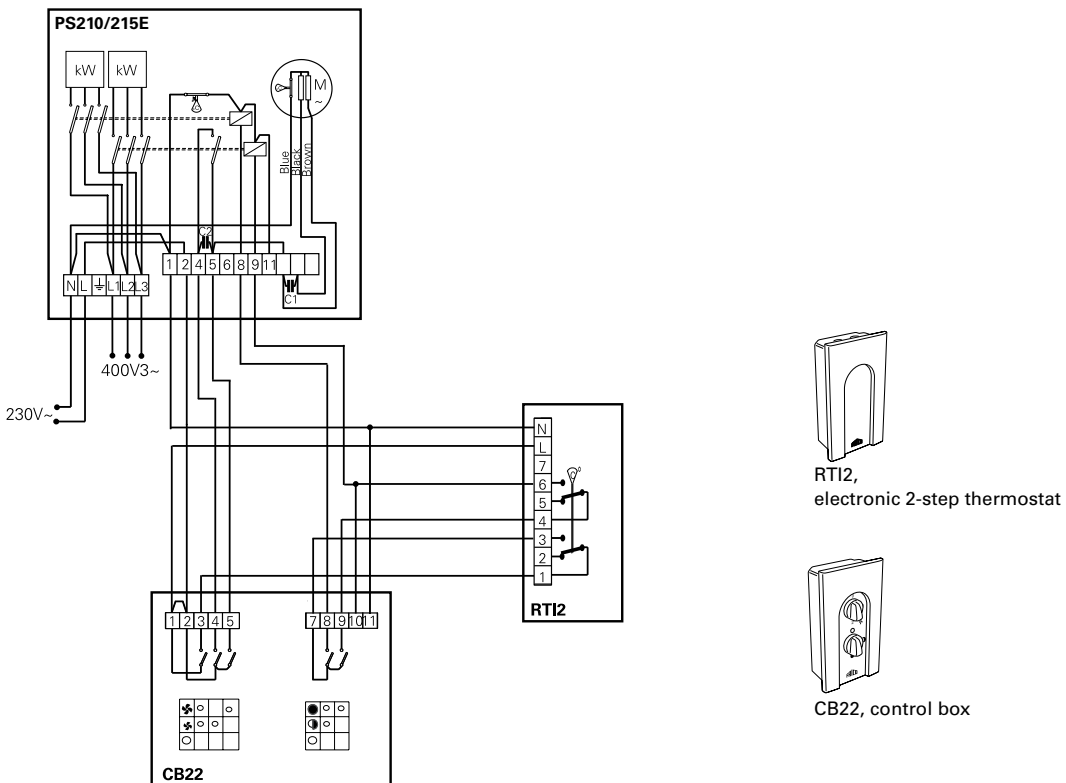 PS210/215E
kW kW
M
~
Blue
Black
Brown
C2
1 2 4 5 6 8 9 11
N L L1 L2 L3
C1
400V3~
230V~
N
L
7
6
5
4
3
2
1
RTI2
1 2 3 4 5
7 8 9 10 11
CB22
RTI2,
electronic 2-step thermostat
CB22, control box